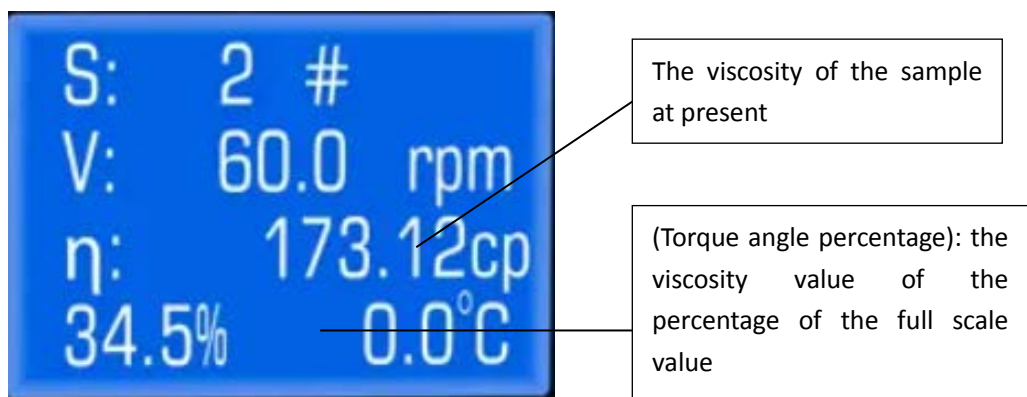 S: 2 #
V: 60.0 rpm
η: 173.12cp
34.5% 0.0°C
The viscosity of the sample
at present
(Torque angle percentage): the
viscosity value of the
percentage of the full scale
value